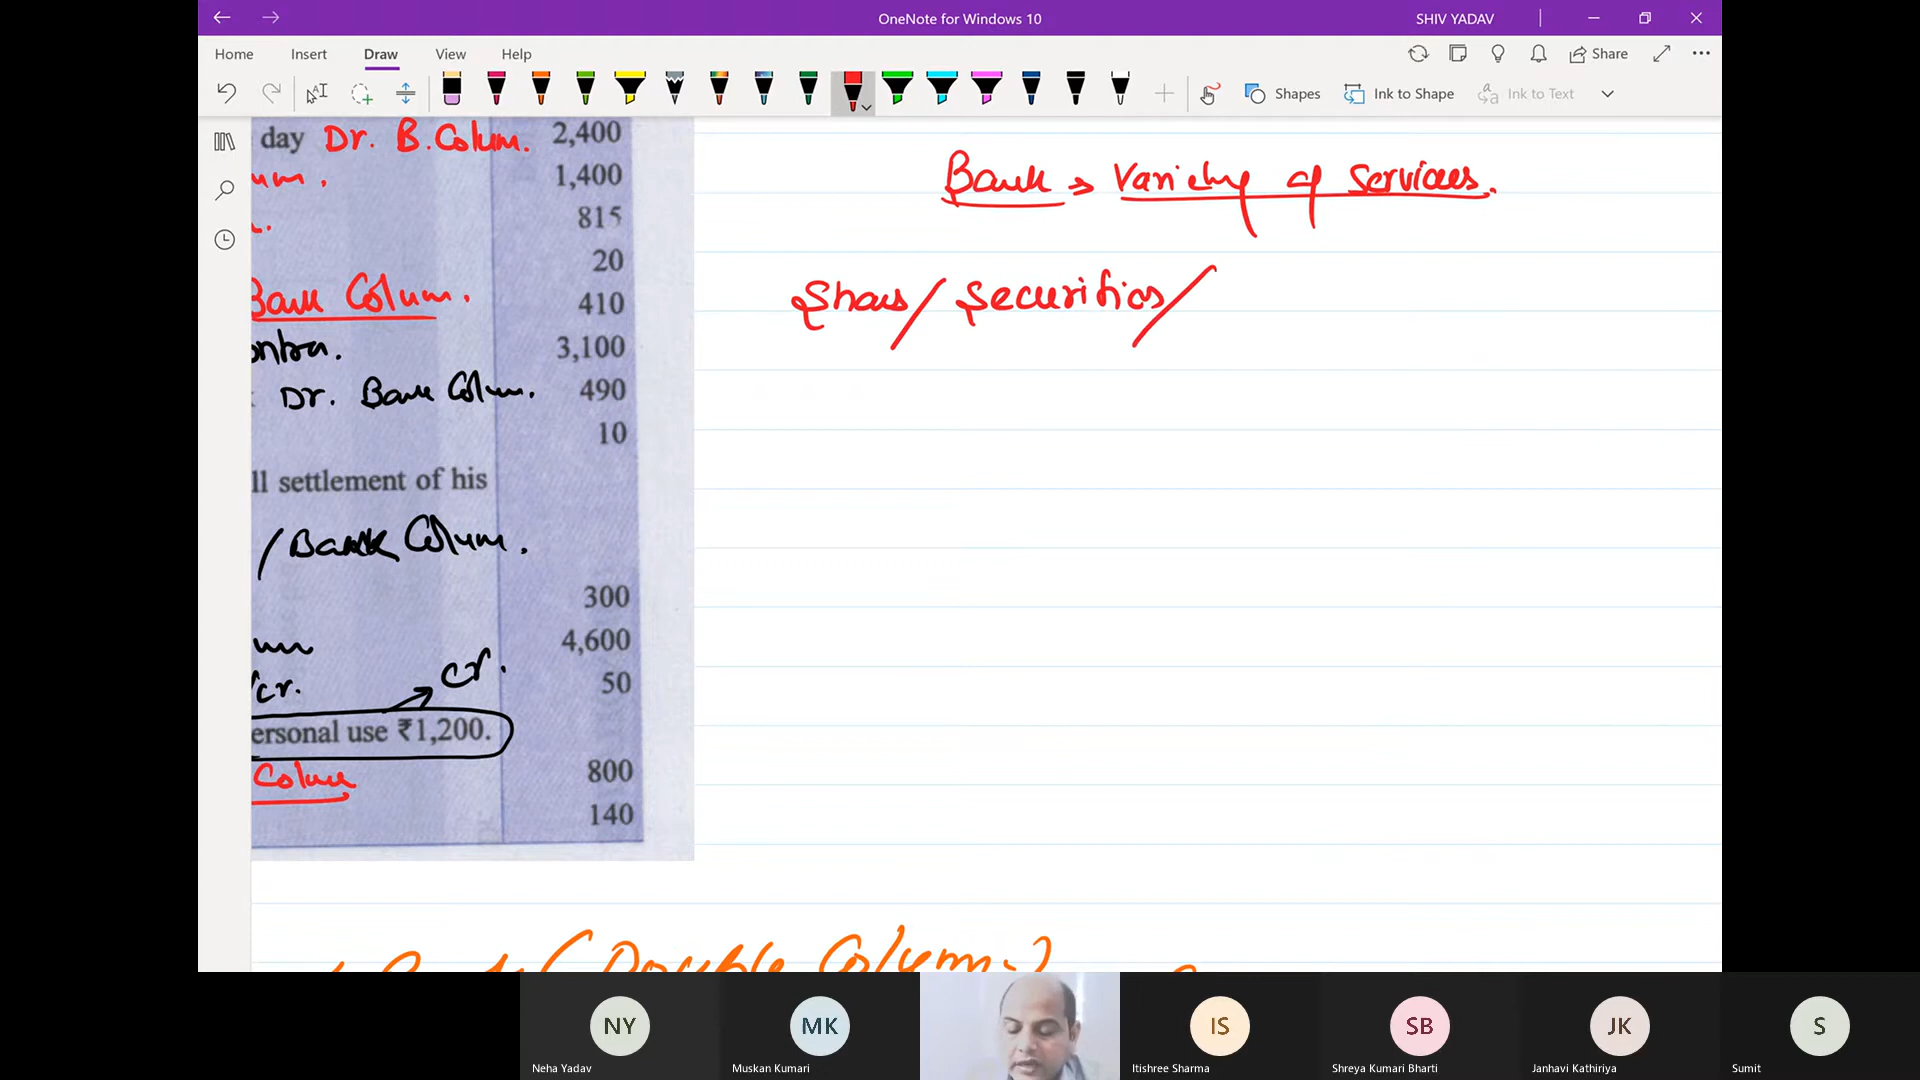 OneNote for Windows 10
SHIV YADAV
Home Insert Draw View Help
Share
Shapes
Ink to Shape
Ink to Text
day Dr. B. Colum. 2,400
um. 1,400
815
20
Bank Colum. 410
ontra. 3,100
Dr. Bank Colum. 490
10
ll settlement of his
/Bank Colum.
300
4,600
cr. 50
cr.
ersonal use ₹1,200.
Colum 800
140
Bank → Variety of Services.
Shares/ Securities/
(Double Column)
NY
MK
IS
SB
JK
S
Neha Yadav
Muskan Kumari
Itishree Sharma
Shreya Kumari Bharti
Janhavi Kathiriya
Sumit